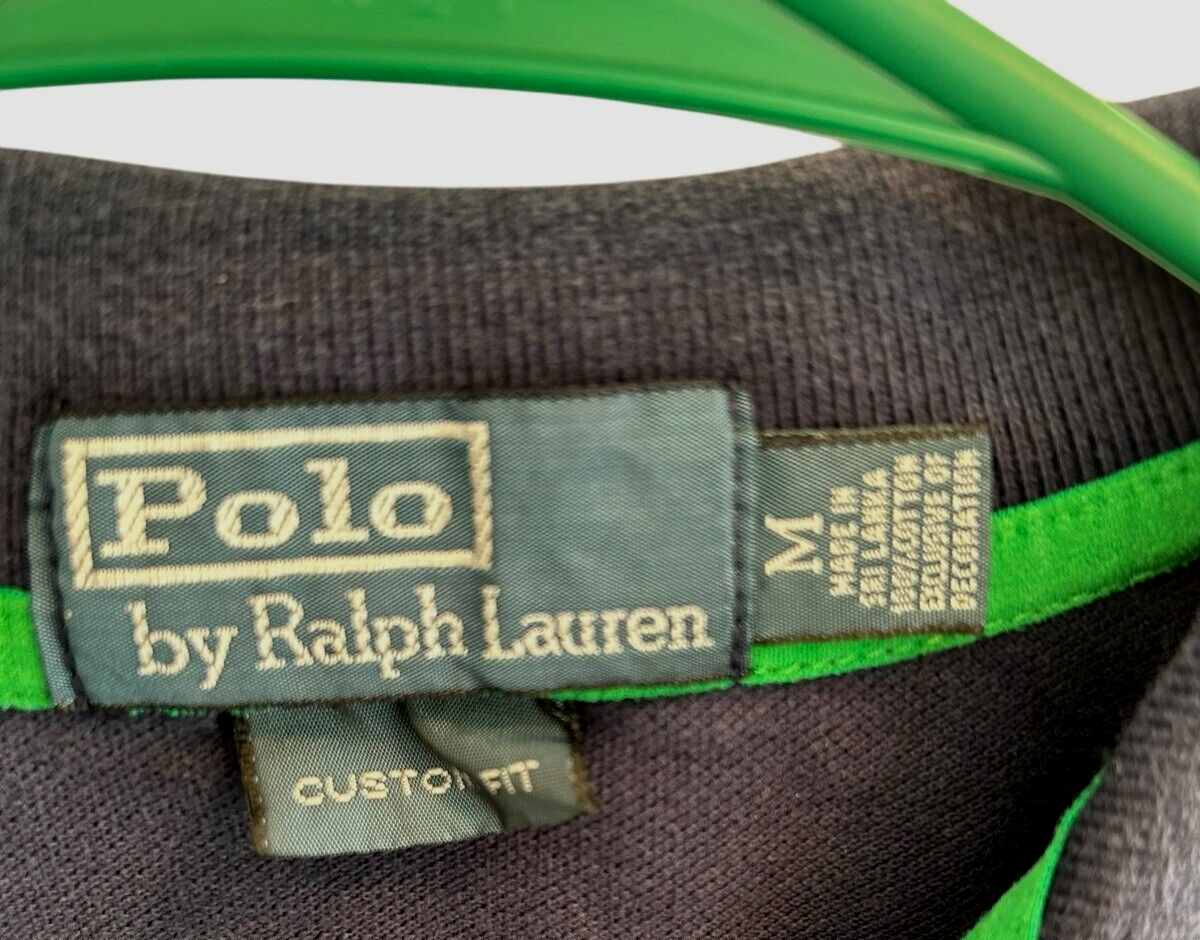 Polo
by Ralph Lauren
M
MADE IN
SRI LANKA
100% COTTON
EXCLUSIVE OF
DECORATION
CUSTOM FIT